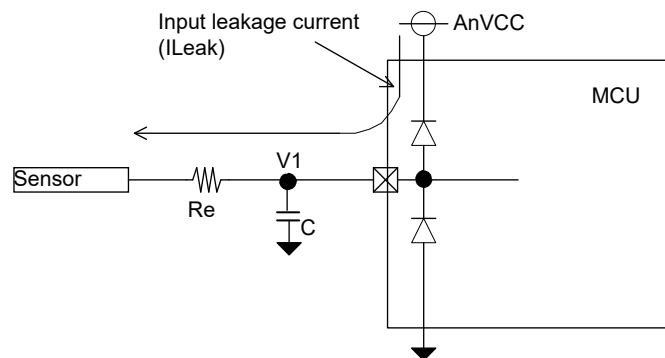 Input leakage current
(ILeak)
AnVCC
MCU
V1
Sensor
Re
C